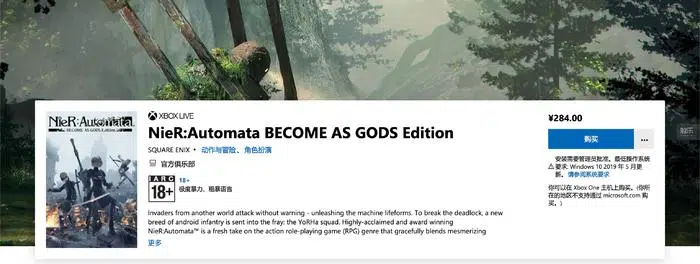 NieR:Automata
BECOME AS GODS EDITION
XBOX LIVE
NieR:Automata BECOME AS GODS Edition
SQUARE ENIX • 动作与冒险、角色扮演
官方俱乐部
IARC
18+
18+
极度暴力、粗暴语言
Invaders from another world attack without warning - unleashing the machine lifeforms. To break the deadlock, a new
breed of android infantry is sent into the fray: the YoRHa squad. Highly-acclaimed and award winning
NieR:Automata™ is a fresh take on the action role-playing game (RPG) genre that gracefully blends mesmerizing
更多
¥284.00
购买
...
安装需要管理员批准。最低操作系统
要求: Windows 10 2019 年 5 月更
新。请参阅系统要求
你可以在 Xbox One 主机上购买。(你所
在的地区不支持通过 microsoft.com 购
买。)